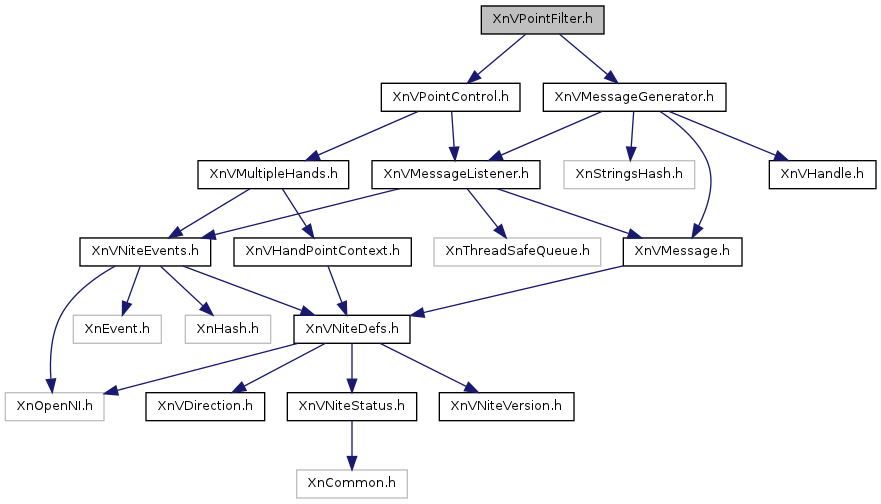 XnVPointFilter.h
XnVPointControl.h
XnVMessageGenerator.h
XnVMultipleHands.h
XnVMessageListener.h
XnStringsHash.h
XnVHandle.h
XnVNiteEvents.h
XnVHandPointContext.h
XnThreadSafeQueue.h
XnVMessage.h
XnEvent.h
XnHash.h
XnVNiteDefs.h
XnOpenNI.h
XnVDirection.h
XnVNiteStatus.h
XnVNiteVersion.h
XnCommon.h